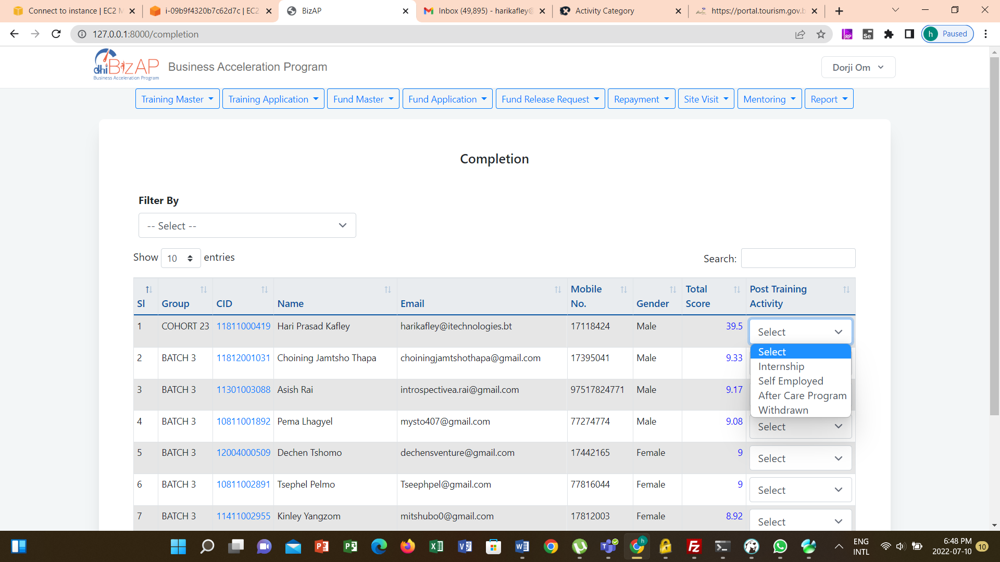 Connect to instance | EC2 M
i-09b9f4320b7c62d7c | EC2
BizAP
Inbox (49,895) - harikafley@
Activity Category
https://portal.tourism.gov.b
127.0.0.1:8000/completion
RP
Se
h Paused
dhi BizAP
Business Acceleration Program
Business Acceleration Program
Dorji Om
Training Master
Training Application
Fund Master
Fund Application
Fund Release Request
Repayment
Site Visit
Mentoring
Report
Completion
Filter By
-- Select --
Show 10 entries
Search:
Sl Group CID Name Email Mobile No. Gender Total Score Post Training Activity
1 COHORT 23 11811000419 Hari Prasad Kafley harikafley@itechnologies.bt 17118424 Male 39.5 Select
Select
Internship
Self Employed
After Care Program
Withdrawn
2 BATCH 3 11812001031 Choining Jamtsho Thapa choiningjamtshothapa@gmail.com 17395041 Male 9.33
3 BATCH 3 11301003088 Asish Rai introspectivea.rai@gmail.com 97517824771 Male 9.17
4 BATCH 3 10811001892 Pema Lhagyel mysto407@gmail.com 77274774 Male 9.08 Select
5 BATCH 3 12004000509 Dechen Tshomo dechensventure@gmail.com 17442165 Female 9 Select
6 BATCH 3 10811002891 Tsephel Pelmo Tseephpel@gmail.com 77816044 Female 9 Select
7 BATCH 3 11411002955 Kinley Yangzom mitshubo0@gmail.com 17812003 Female 8.92 Select
ENG
INTL
6:48 PM
2022-07-10
10